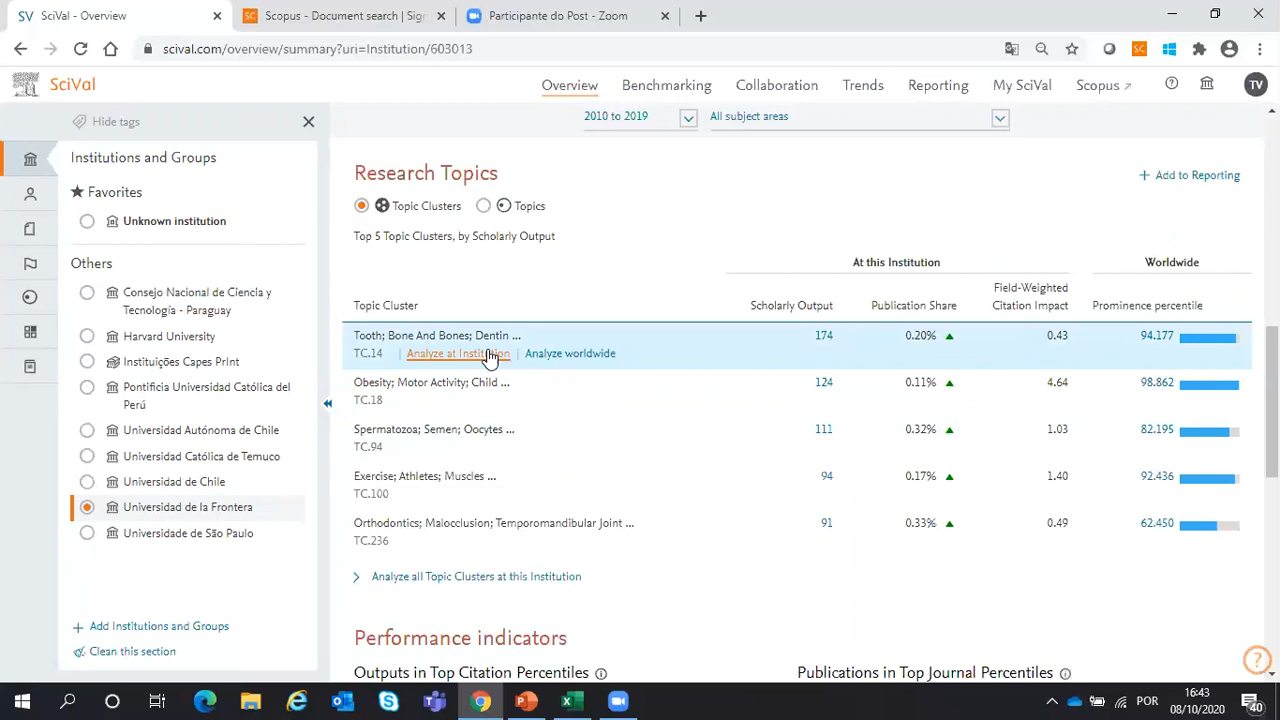 SciVal - Overview
Scopus - Document search | Sig
Participante do Post - Zoom
scival.com/overview/summary?uri=Institution/603013
SciVal
Overview Benchmarking Collaboration Trends Reporting My SciVal Scopus TV
Hide tags
2010 to 2019
All subject areas
Institutions and Groups
Favorites
Unknown institution
Others
Consejo Nacional de Ciencia y
Tecnología - Paraguay
Harvard University
Instituições Capes Print
Pontificia Universidad Católica del
Perú
Universidad Autónoma de Chile
Universidad Católica de Temuco
Universidad de Chile
Universidad de la Frontera
Universidade de São Paulo
+ Add Institutions and Groups
Clean this section
Research Topics
+ Add to Reporting
Topic Clusters Topics
Top 5 Topic Clusters, by Scholarly Output
At this Institution Worldwide
Field-Weighted
Topic Cluster Scholarly Output Publication Share Citation Impact Prominence percentile
Tooth; Bone And Bones; Dentin ... 174 0.20% 0.43 94.177
TC.14 | Analyze at Institution | Analyze worldwide
Obesity; Motor Activity; Child ... 124 0.11% 4.64 98.862
TC.18
Spermatozoa; Semen; Oocytes ... 111 0.32% 1.03 82.195
TC.94
Exercise; Athletes; Muscles ... 94 0.17% 1.40 92.436
TC.100
Orthodontics; Malocclusion; Temporomandibular Joint ... 91 0.33% 0.49 62.450
TC.236
Analyze all Topic Clusters at this Institution
Performance indicators
Outputs in Top Citation Percentiles
Publications in Top Journal Percentiles
POR
16:43
08/10/2020
40